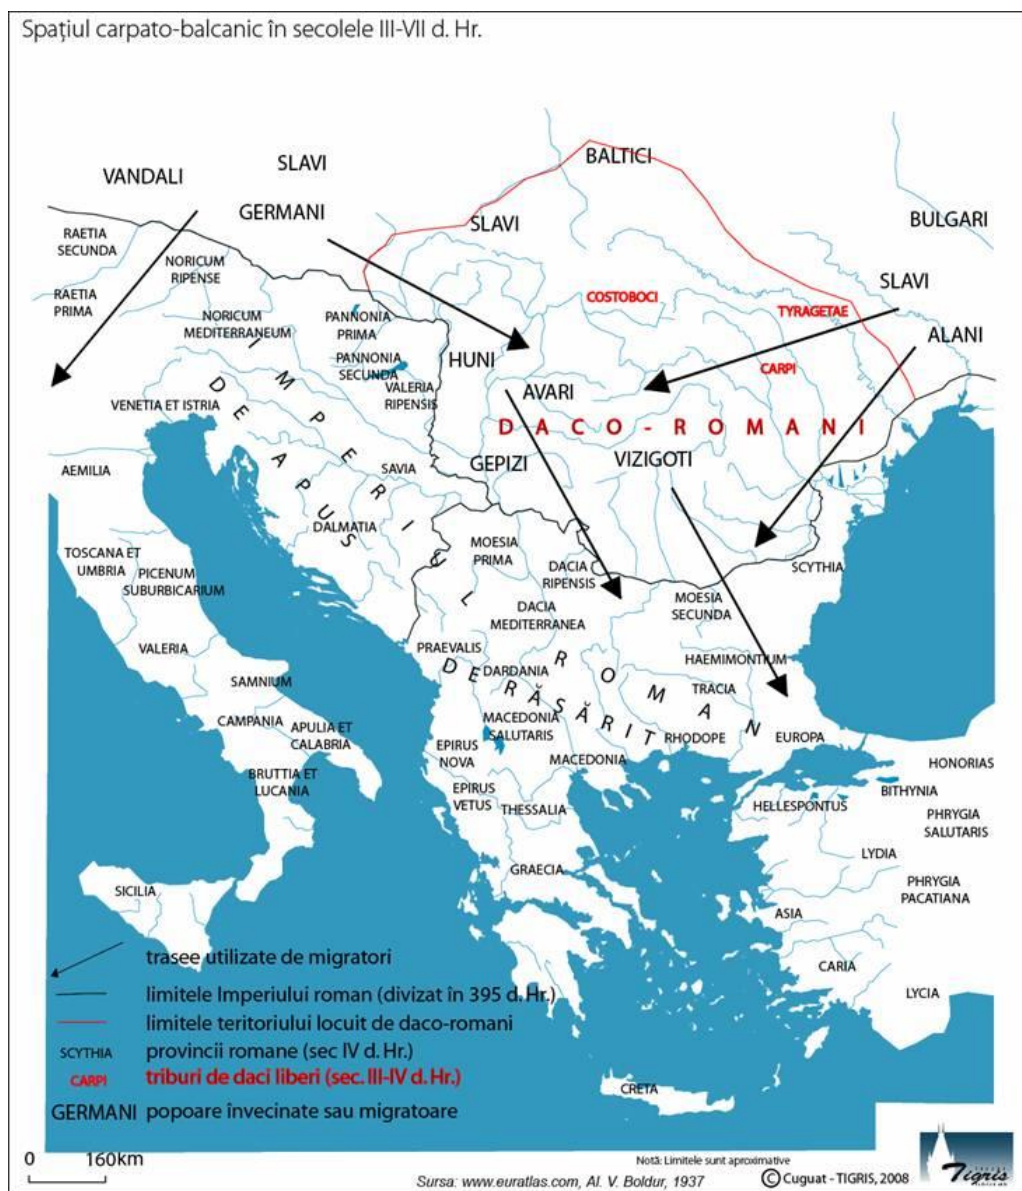 Spațiul carpato-balcanic în secolele III-VII d. Hr.
BALTICI
SLAVI
VANDALI
GERMANI
SLAVI
BULGARI
RAETIA
SECUNDA
NORICUM
RIPENSE
SLAVI
RAETIA
PRIMA
COSTOBOCI
TYRAGETAE
NORICUM
MEDITERRANEUM
PANNONIA
PRIMA
ALANI
PANNONIA
SECUNDA
HUNI
CARPI
VALERIA
RIPENSIS
AVARI
VENETIA ET ISTRIA
DACO-ROMANI
IMPERIUL ROMAN
DE APUS
AEMILIA
SAVIA
GEPIZI
VIZIGOTI
DALMATIA
TOSCANA ET
UMBRIA
PICENUM
SUBURBICARIUM
MOESIA
PRIMA
DACIA
RIPENSIS
SCYTHIA
MOESIA
SECUNDA
DACIA
MEDITERRANEA
VALERIA
PRAEVALIS
DE RĂSĂRIT
DARDANIA
HAEMIMONTIUM
SAMNIUM
TRACIA
CAMPANIA
APULIA ET
CALABRIA
MACEDONIA
SALUTARIS
RHODOPE
EUROPA
EPIRUS
NOVA
MACEDONIA
HONORIAS
BRUTTIA ET
LUCANIA
EPIRUS
VETUS
THESSALIA
HELLESPONTUS
BITHYNIA
PHRYGIA
SALUTARIS
LYDIA
GRAECIA
SICILIA
PHRYGIA
PACATIANA
ASIA
CARIA
LYCIA
CRETA
trasee utilizate de migratori
limitele Imperiului roman (divizat în 395 d. Hr.)
limitele teritoriului locuit de daco-romani
SCYTHIA provincii romane (sec IV d. Hr.)
CARPI triburi de daci liberi (sec. III-IV d. Hr.)
GERMANI popoare învecinate sau migratoare
0 160km
Notă: Limitele sunt aproximative
Sursa: www.euratlas.com, Al. V. Boldur, 1937
© Cuguat - TIGRIS, 2008
Tigris